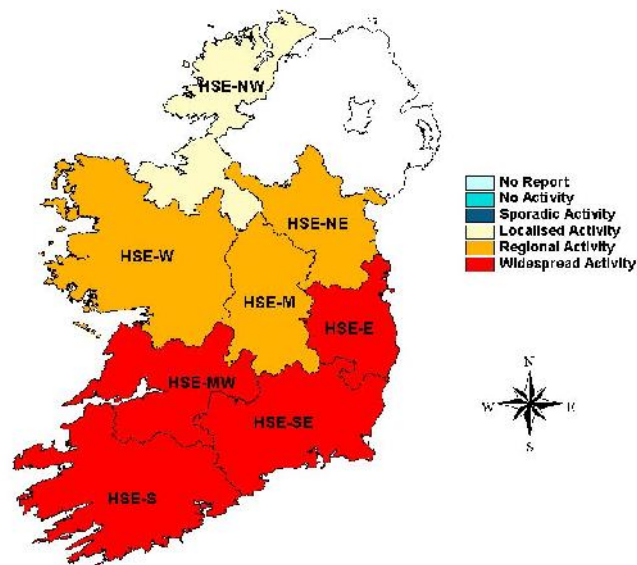 HSE-NW
No Report
No Activity
Sporadic Activity
Localised Activity
Regional Activity
Widespread Activity
HSE-NE
HSE-W
HSE-M
HSE-E
HSE-MW
HSE-SE
HSE-S
N
W E
S